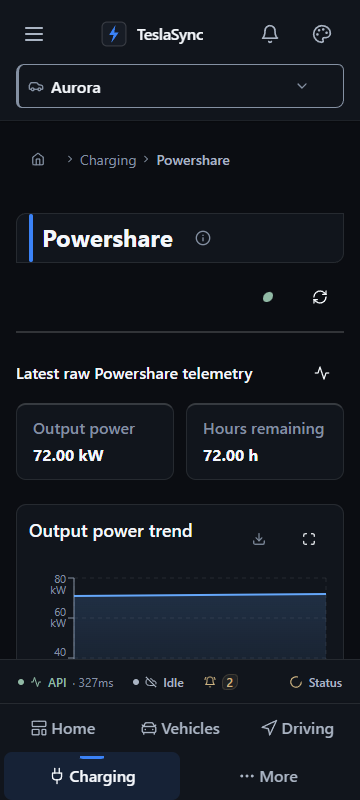 TeslaSync
Aurora
Charging Powershare
Powershare
Latest raw Powershare telemetry
Output power
72.00 kW
Hours remaining
72.00 h
Output power trend
80
kW
60
kW
40
API · 327ms
Idle
2
Status
Home
Vehicles
Driving
Charging
More